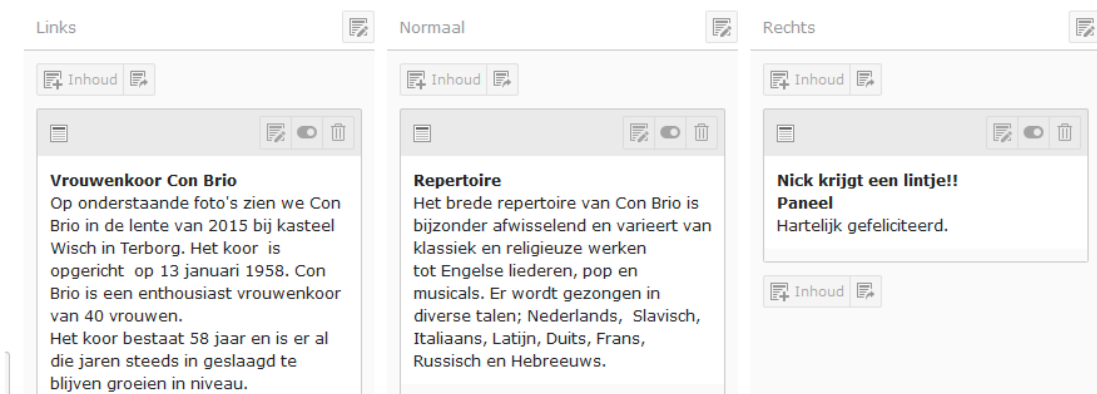 Links
Inhoud
Vrouwenkoor Con Brio
Op onderstaande foto's zien we Con
Brio in de lente van 2015 bij kasteel
Wisch in Terborg. Het koor is
opgericht op 13 januari 1958. Con
Brio is een enthousiast vrouwenkoor
van 40 vrouwen.
Het koor bestaat 58 jaar en is er al
die jaren steeds in geslaagd te
blijven groeien in niveau.
Normaal
Inhoud
Repertoire
Het brede repertoire van Con Brio is
bijzonder afwisselend en varieert van
klassiek en religieuze werken
tot Engelse liederen, pop en
musicals. Er wordt gezongen in
diverse talen; Nederlands, Slavisch,
Italiaans, Latijn, Duits, Frans,
Russisch en Hebreeuws.
Rechts
Inhoud
Nick krijgt een lintje!!
Paneel
Hartelijk gefeliciteerd.
Inhoud